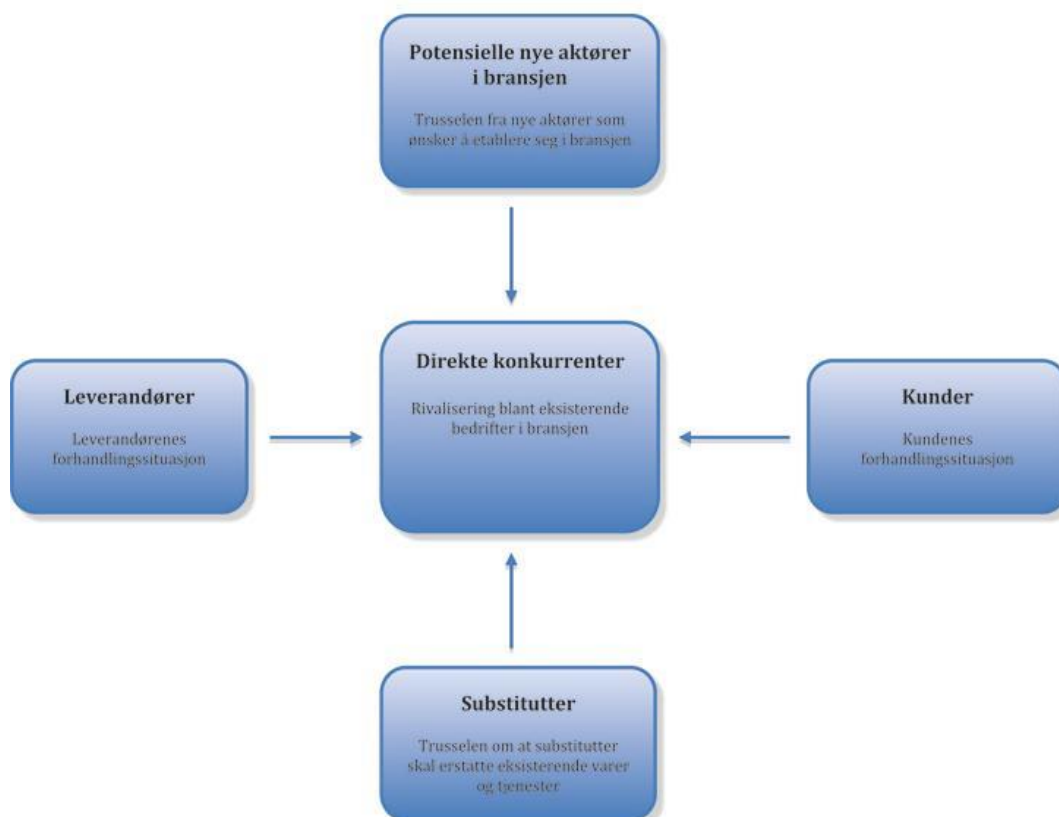 Potensielle nye aktører
i bransjen
Trusselen fra nye aktører som
ønsker å etablere seg i bransjen
Direkte konkurrenter
Rivalisering blant eksisterende
bedrifter i bransjen
Leverandører
Leverandørenes
forhandlingssituasjon
Kunder
Kundenes
forhandlingssituasjon
Substitutter
Trusselen om at substitutter
skal erstatte eksisterende varer
og tjenester